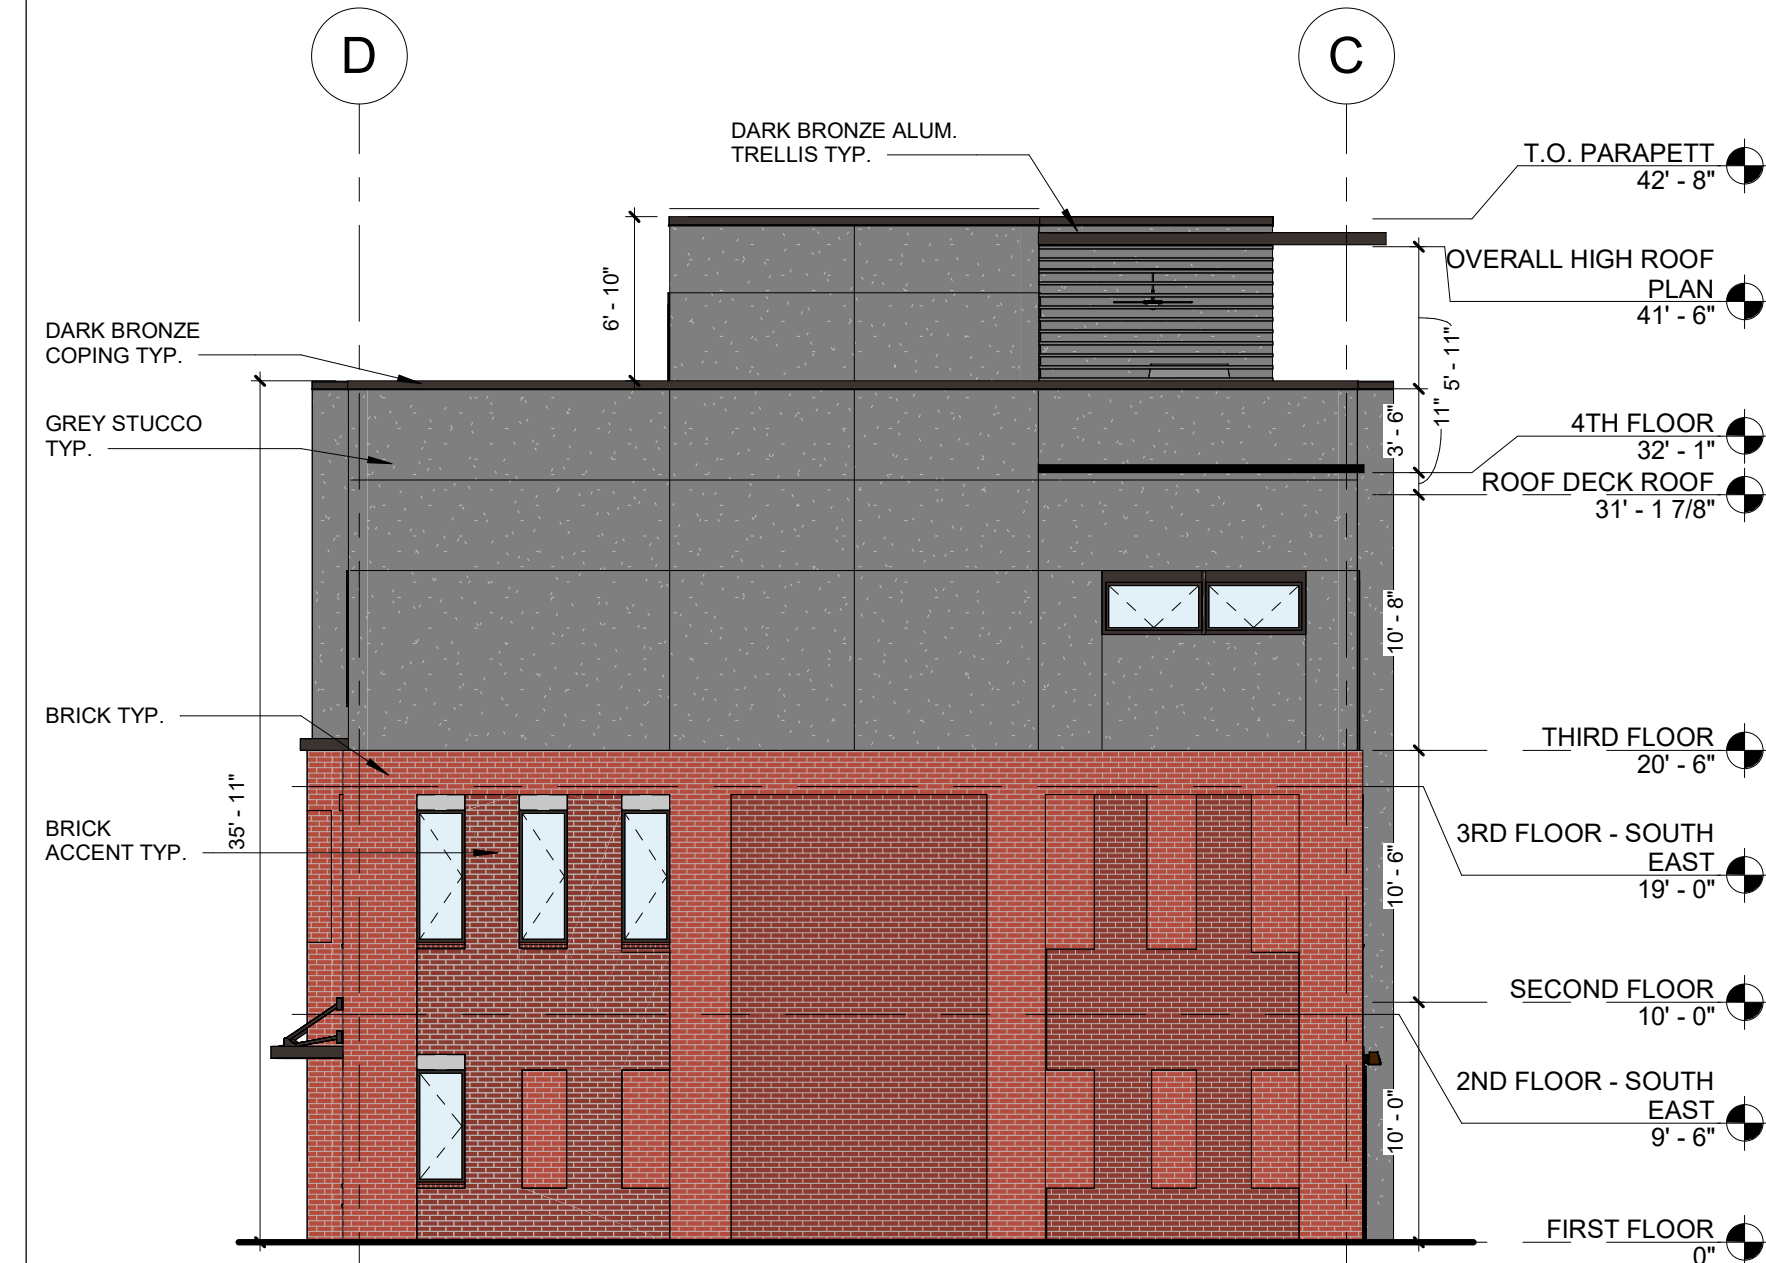 D
C
DARK BRONZE ALUM.
TRELLIS TYP.
T.O. PARAPETT
42' - 8"
OVERALL HIGH ROOF
PLAN
41' - 6"
6' - 10"
DARK BRONZE
COPING TYP.
5' - 11"
GREY STUCCO
TYP.
3' - 6"
11"
4TH FLOOR
32' - 1"
ROOF DECK ROOF
31' - 1 7/8"
10' - 8"
BRICK TYP.
THIRD FLOOR
20' - 6"
35' - 11"
BRICK
ACCENT TYP.
10' - 6"
3RD FLOOR - SOUTH
EAST
19' - 0"
SECOND FLOOR
10' - 0"
2ND FLOOR - SOUTH
EAST
9' - 6"
10' - 0"
FIRST FLOOR
0"